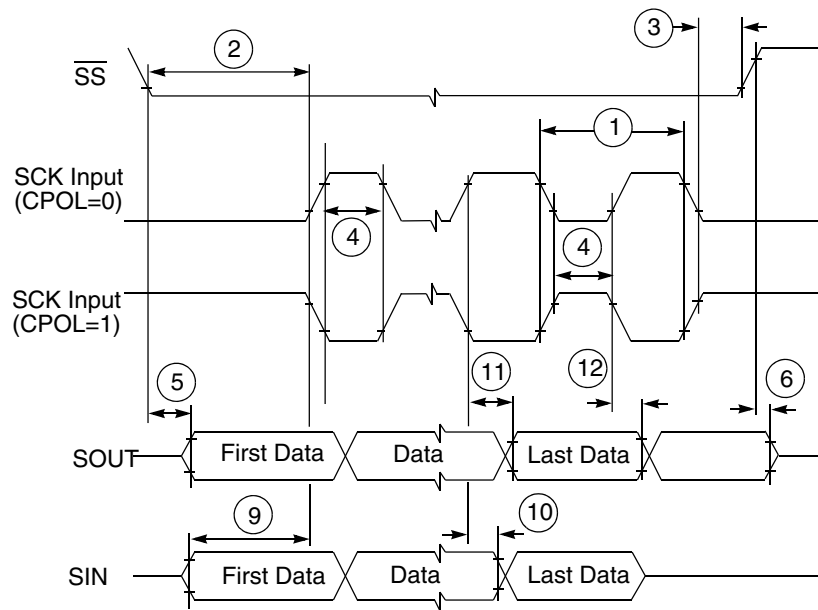 3
2
SS
1
SCK Input
(CPOL=0)
4
4
SCK Input
(CPOL=1)
5
11
12
6
SOUT
First Data
Data
Last Data
9
10
SIN
First Data
Data
Last Data